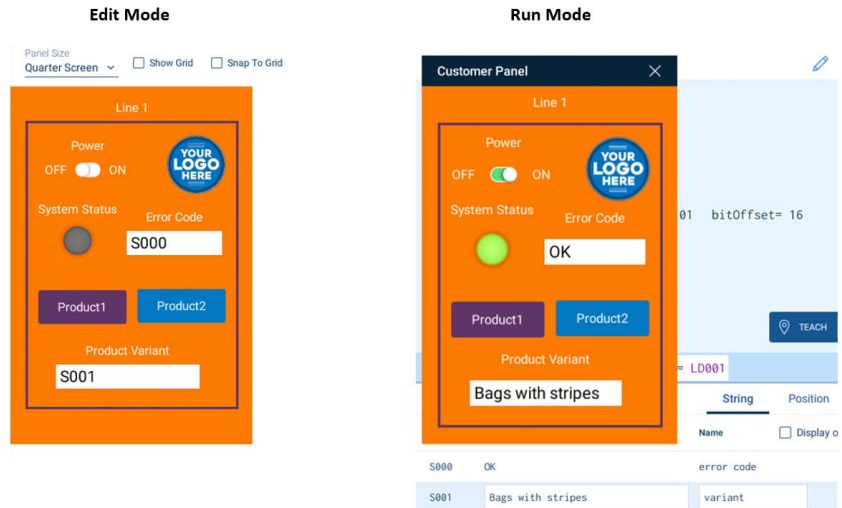 Edit Mode
Run Mode
Panel Size
Quarter Screen
Show Grid
Snap To Grid
Line 1
Power
OFF
ON
YOUR
LOGO
HERE
System Status
Error Code
S000
Product1
Product2
Product Variant
S001
Customer Panel
Line 1
Power
OFF
ON
YOUR
LOGO
HERE
System Status
Error Code
OK
Product1
Product2
Product Variant
Bags with stripes
01 bitOffset= 16
TEACH
= LD001
String
Position
Name
Display o
S000 OK error code
S001 Bags with stripes variant